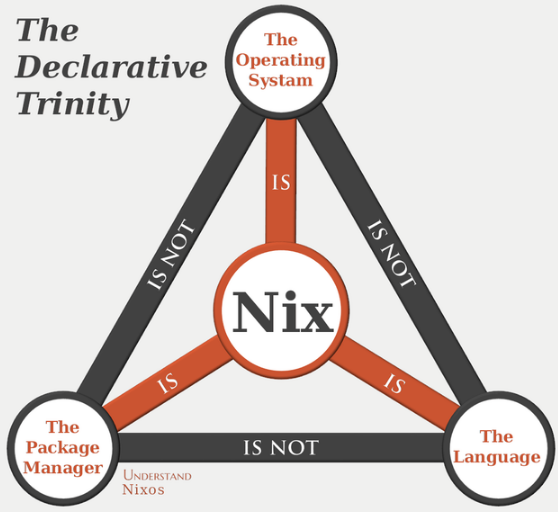 The
Declarative
Trinity
The
Operating
Systam
IS
IS NOT
IS NOT
Nix
IS
IS
The
Package
Manager
IS NOT
The
Language
Understand
Nixos